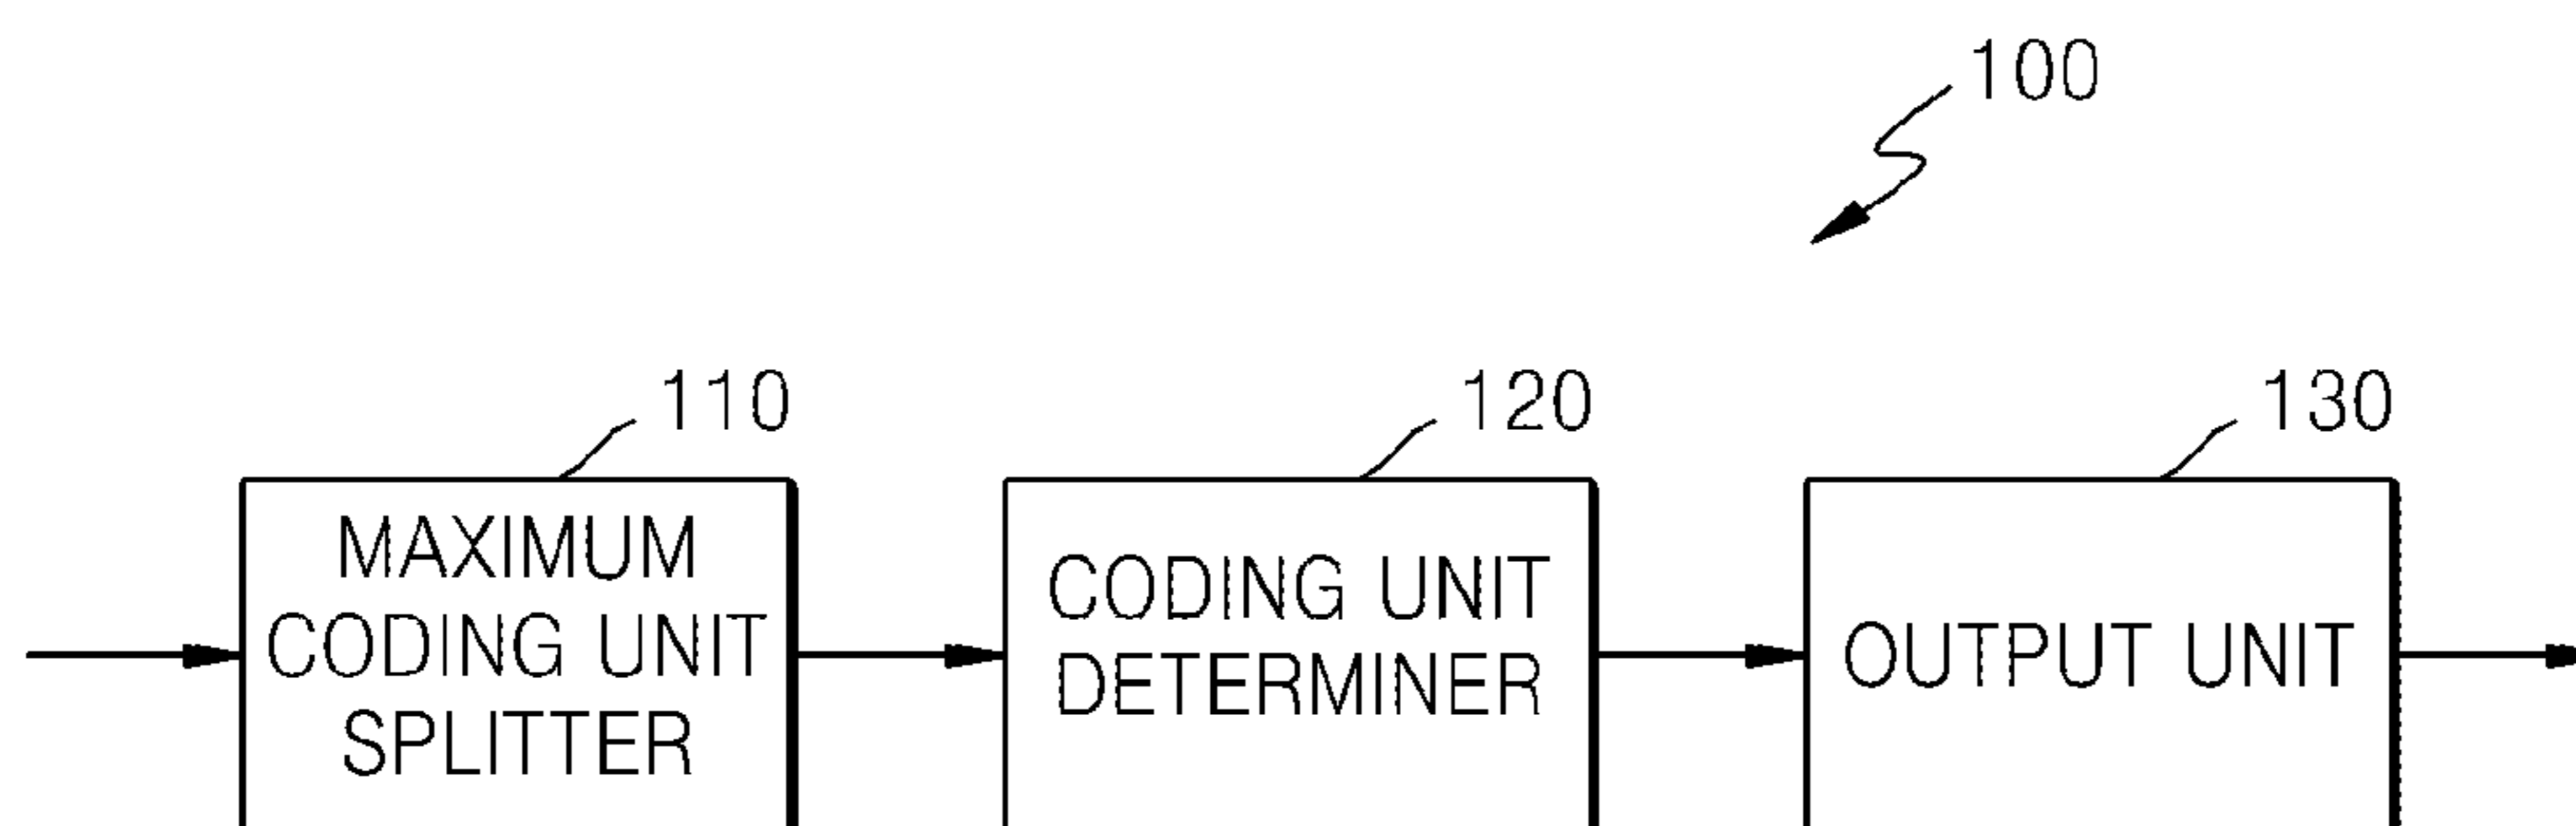 100
110
120
130
MAXIMUM
CODING UNIT
SPLITTER
CODING UNIT
DETERMINER
OUTPUT UNIT